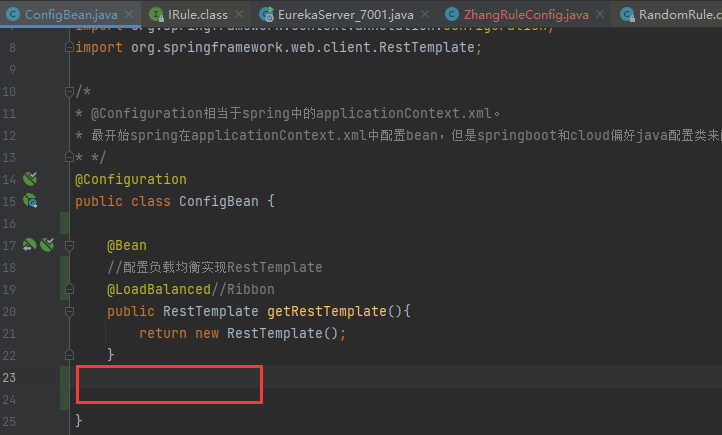 ConfigBean.java × IRule.class × EurekaServer_7001.java × ZhangRuleConfig.java × RandomRule.c
8 import org.springframework.web.client.RestTemplate;
9
10 /*
11 * @Configuration相当于spring中的applicationContext.xml。
12 * 最开始spring在applicationContext.xml中配置bean，但是springboot和cloud偏好java配置类来
13 * */
14 @Configuration
15 public class ConfigBean {
16
17 @Bean
18 //配置负载均衡实现RestTemplate
19 @LoadBalanced//Ribbon
20 public RestTemplate getRestTemplate(){
21 return new RestTemplate();
22 }
23
24
25 }